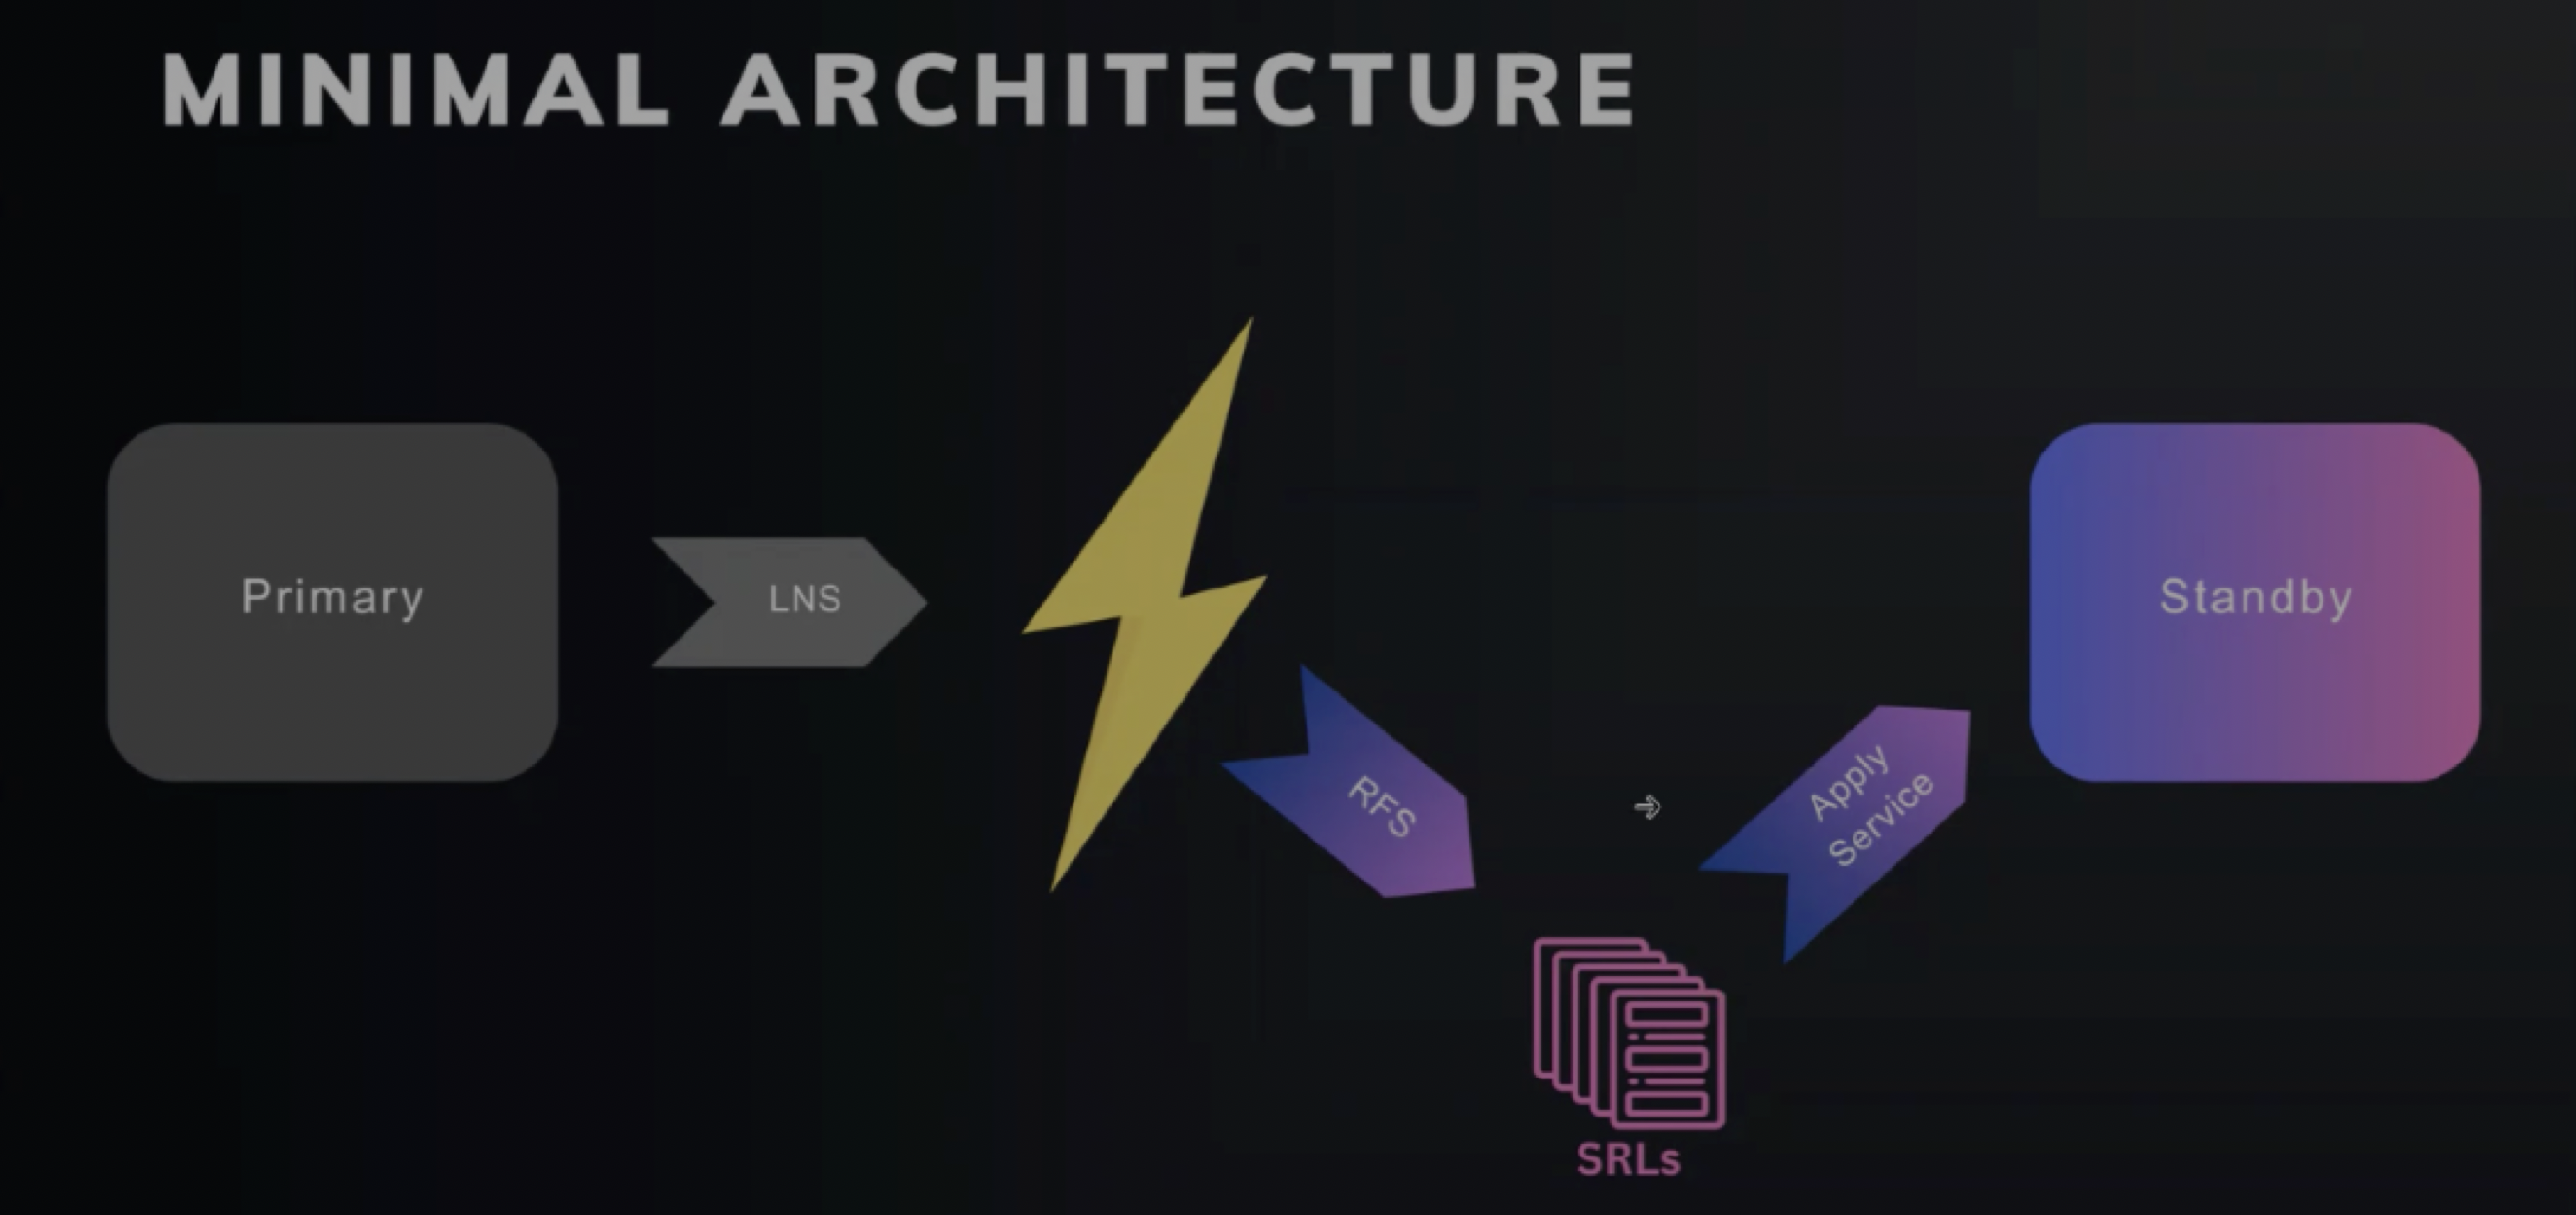 MINIMAL ARCHITECTURE
Primary
LNS
RFS
Apply
Service
Standby
SRLs